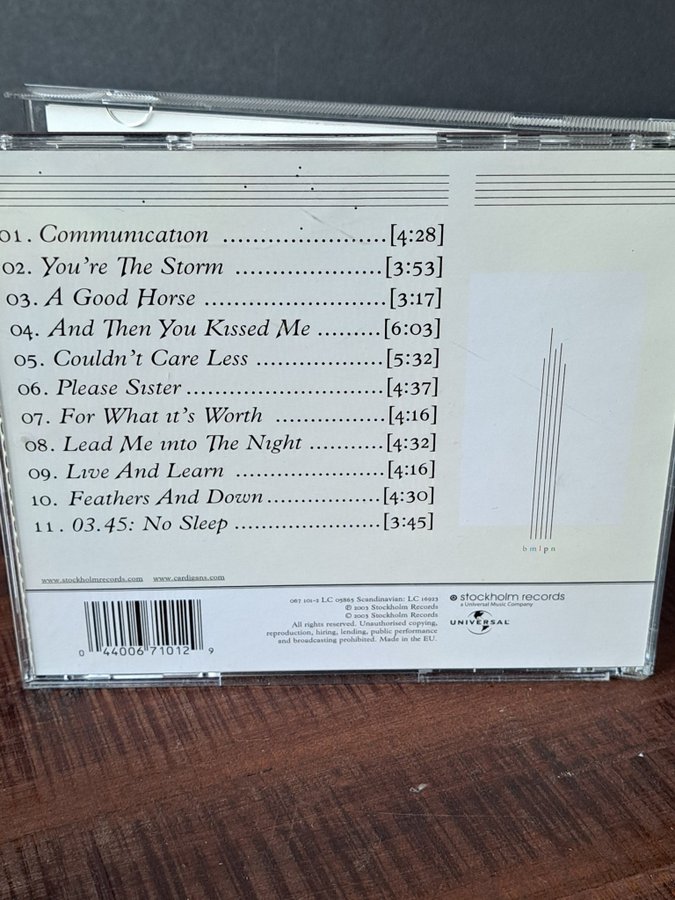 01. Communication ......................[4:28]
02. You're The Storm ....................[3:53]
03. A Good Horse ........................[3:17]
04. And Then You Kissed Me .........[6:03]
05. Couldn't Care Less ..................[5:32]
06. Please Sister............................[4:37]
07. For What it's Worth ...............[4:16]
08. Lead Me into The Night ..........[4:32]
09. Live And Learn .....................[4:16]
10. Feathers And Down................[4:30]
11. 03.45: No Sleep .....................[3:45]
b m l p n
www.stockholmrecords.com www.cardigans.com
067 101-2 LC 05865 Scandinavian: LC 16923
℗ 2003 Stockholm Records
© 2003 Stockholm Records
All rights reserved. Unauthorised copying,
reproduction, hiring, lending, public performance
and broadcasting prohibited. Made in the EU.
stockholm records
a Universal Music Company
UNIVERSAL
0 44006 71012 9